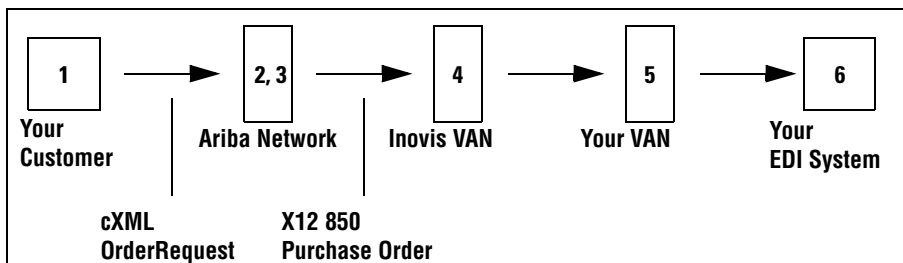 1
2, 3
4
5
6
Your
Customer
Ariba Network
Inovis VAN
Your VAN
Your
EDI System
cXML
OrderRequest
X12 850
Purchase Order